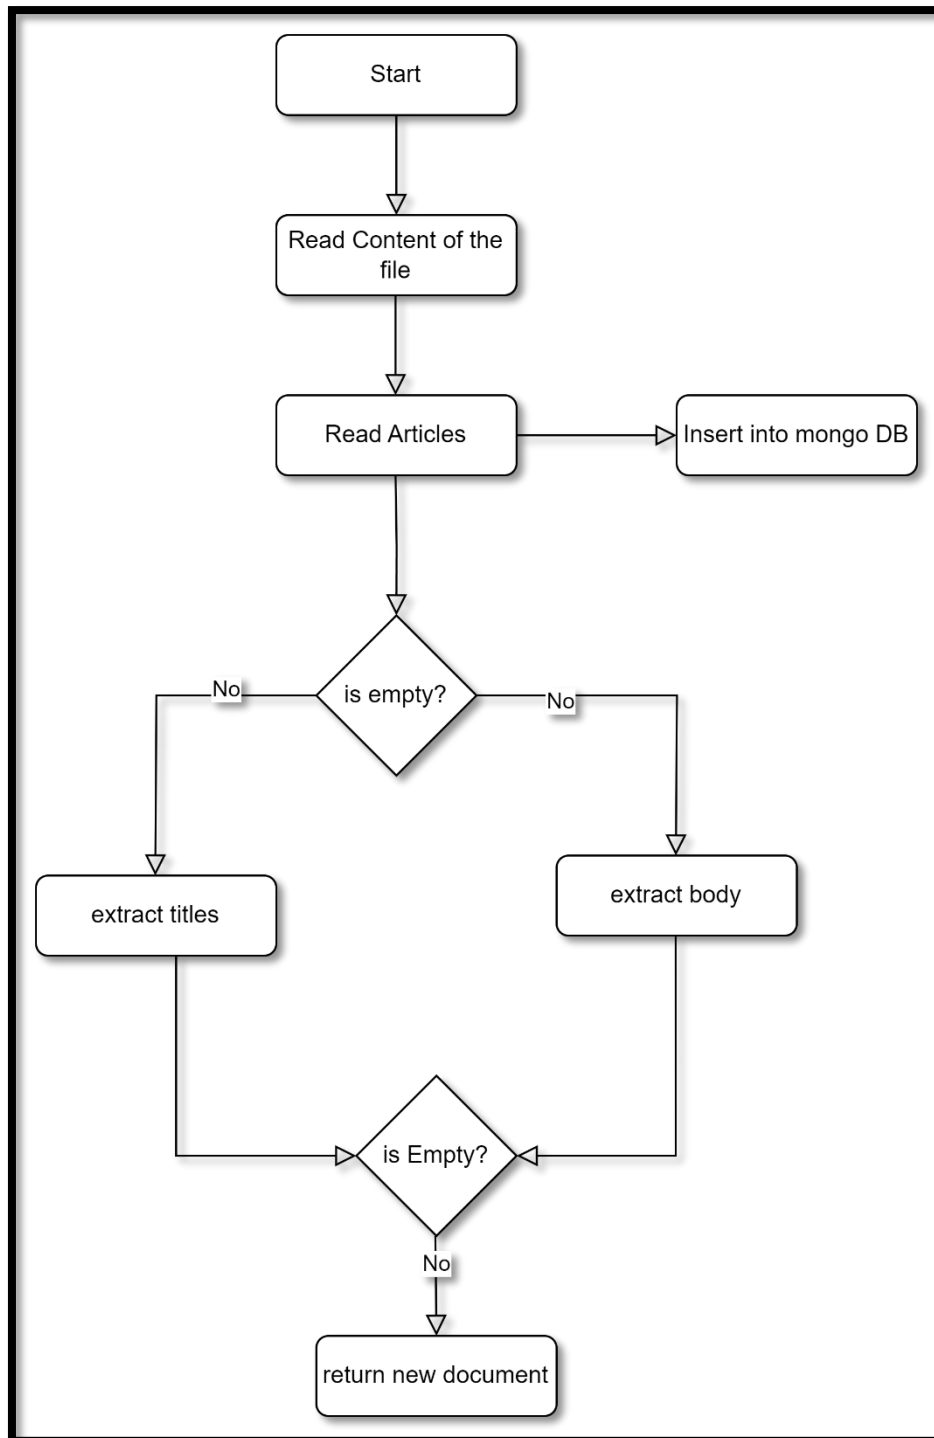 Start
Read Content of the
file
Read Articles
Insert into mongo DB
is empty?
No
No
extract titles
extract body
is Empty?
No
return new document